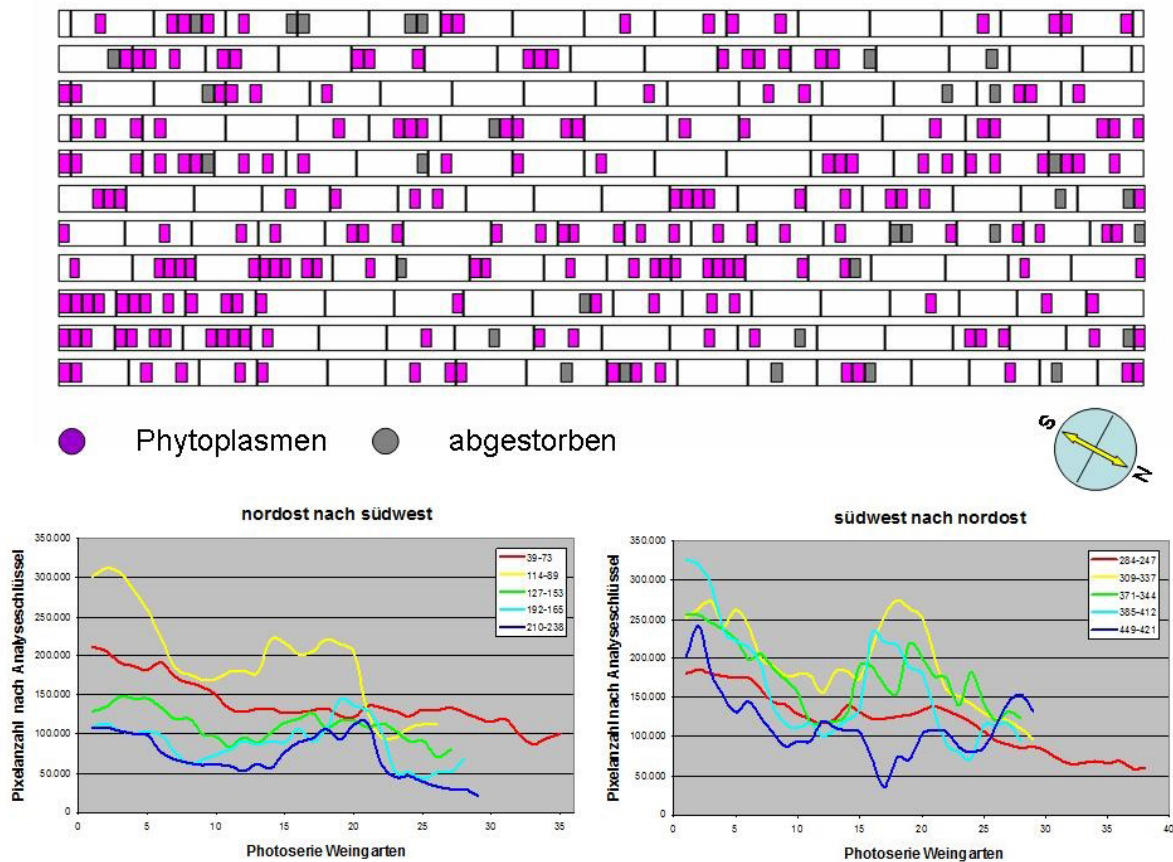 Phytoplasmen abgestorben
S
N
nordost nach südwest
350.000
300.000
250.000
200.000
150.000
100.000
50.000
0
Pixelanzahl nach Analyseschlüssel
39-73
114-89
127-153
192-165
210-238
0 5 10 15 20 25 30 35
Photoserie Weingarten
südwest nach nordost
350.000
300.000
250.000
200.000
150.000
100.000
50.000
0
Pixelanzahl nach Analyseschlüssel
284-247
309-337
371-344
385-412
449-421
0 5 10 15 20 25 30 35 40
Photoserie Weingarten